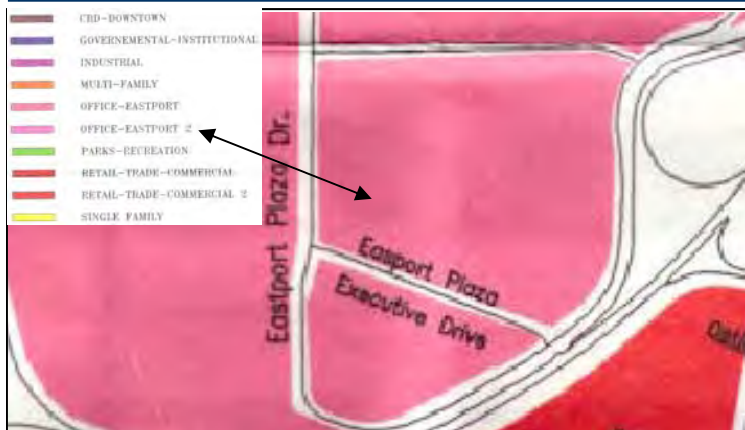 CBD-DOWNTOWN
GOVERNEMENTAL-INSTITUTIONAL
INDUSTRIAL
MULTI-FAMILY
OFFICE-EASTPORT
OFFICE-EASTPORT 2
PARKS-RECREATION
RETAIL-TRADE-COMMERCIAL
RETAIL-TRADE-COMMERCIAL 2
SINGLE FAMILY
Eastport Plaza Dr.
Easport Plaza
Executive Drive